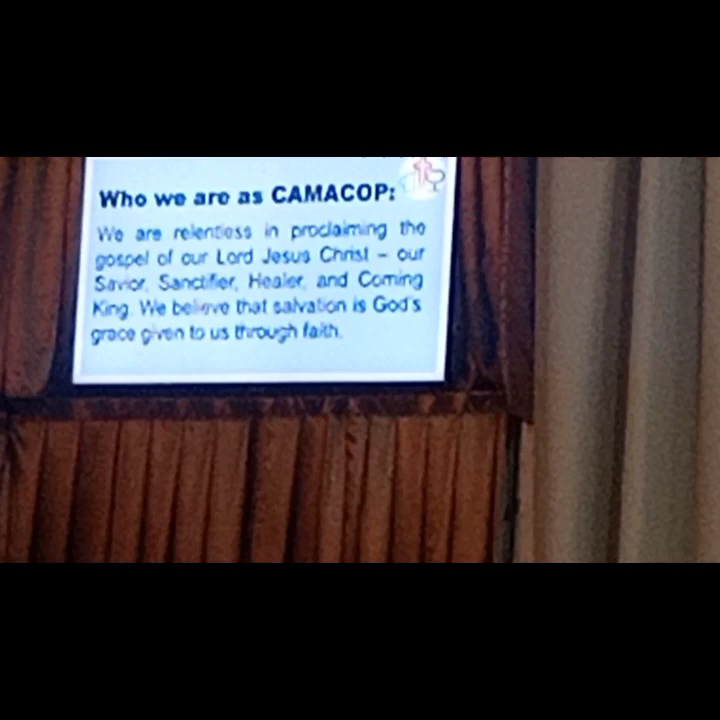 Who we are as CAMACOP:
We are relentless in proclaiming the
gospel of our Lord Jesus Christ – our
Savior, Sanctifier, Healer, and Coming
King. We believe that salvation is God's
grace given to us through faith.